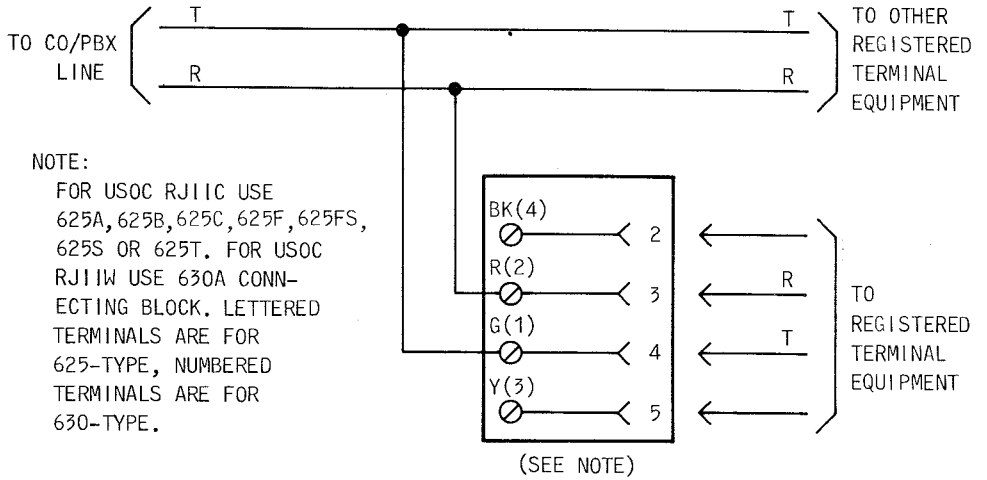 T
TO CO/PBX
LINE
R
T
R
TO OTHER
REGISTERED
TERMINAL
EQUIPMENT
NOTE:
FOR USOC RJIIC USE
625A,625B,625C,625F,625FS,
625S OR 625T. FOR USOC
RJIIW USE 630A CONN-
ECTING BLOCK. LETTERED
TERMINALS ARE FOR
625-TYPE, NUMBERED
TERMINALS ARE FOR
630-TYPE.
BK(4)
2
R(2)
3
R
G(1)
4
T
Y(3)
5
TO
REGISTERED
TERMINAL
EQUIPMENT
(SEE NOTE)